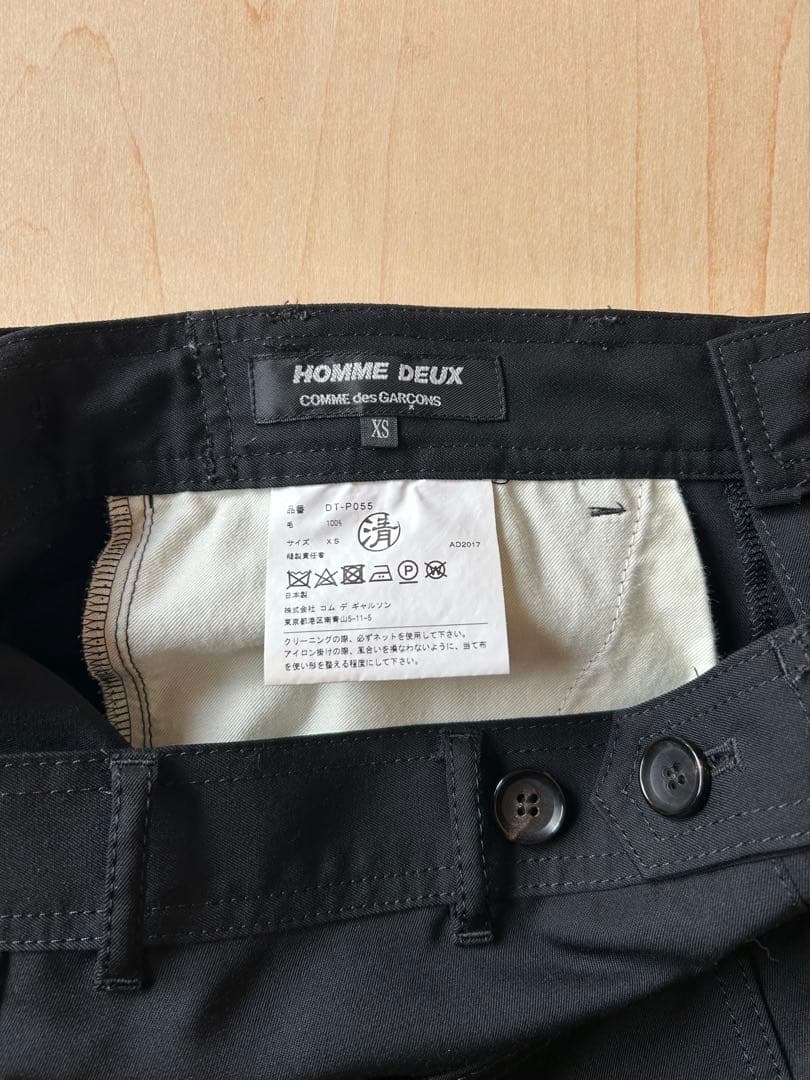 HOMME DEUX
COMME des GARÇONS
XS
品番 DT-P055
毛 100%
サイズ XS
清
縫製責任者 AD2017
P W
日本製
株式会社 コム デ ギャルソン
東京都港区南青山5-11-5
クリーニングの際、必ずネットを使用して下さい。
アイロン掛けの際、風合いを損なわないように、当て布
を使い形を整える程度にして下さい。